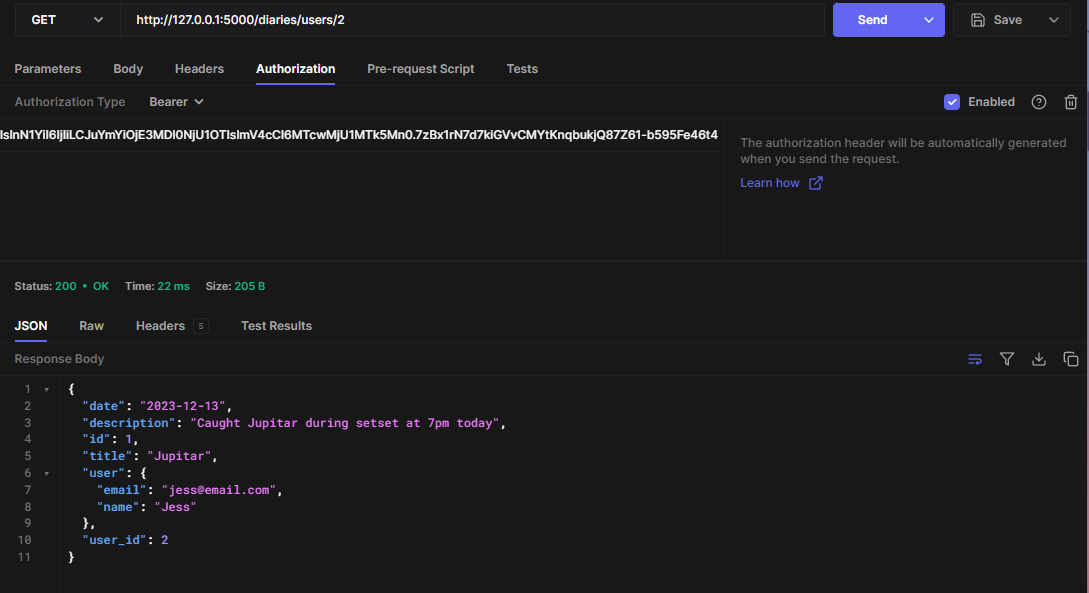 GET http://127.0.0.1:5000/diaries/users/2 Send Save
Parameters Body Headers Authorization Pre-request Script Tests
Authorization Type Bearer Enabled
IsInN1YiI6IjIiLCJuYmYiOjE3MDI0NjU1OTIsImV4cCI6MTcwMjU1MTk5Mn0.7zBx1rN7d7kiGVvCMYtKnqbukjQ87Z61-b595Fe46t4
The authorization header will be automatically generated
when you send the request.
Learn how
Status: 200 • OK Time: 22 ms Size: 205 B
JSON Raw Headers 5 Test Results
Response Body
1 {
2 "date": "2023-12-13",
3 "description": "Caught Jupitar during setset at 7pm today",
4 "id": 1,
5 "title": "Jupitar",
6 "user": {
7 "email": "jess@email.com",
8 "name": "Jess"
9 },
10 "user_id": 2
11 }